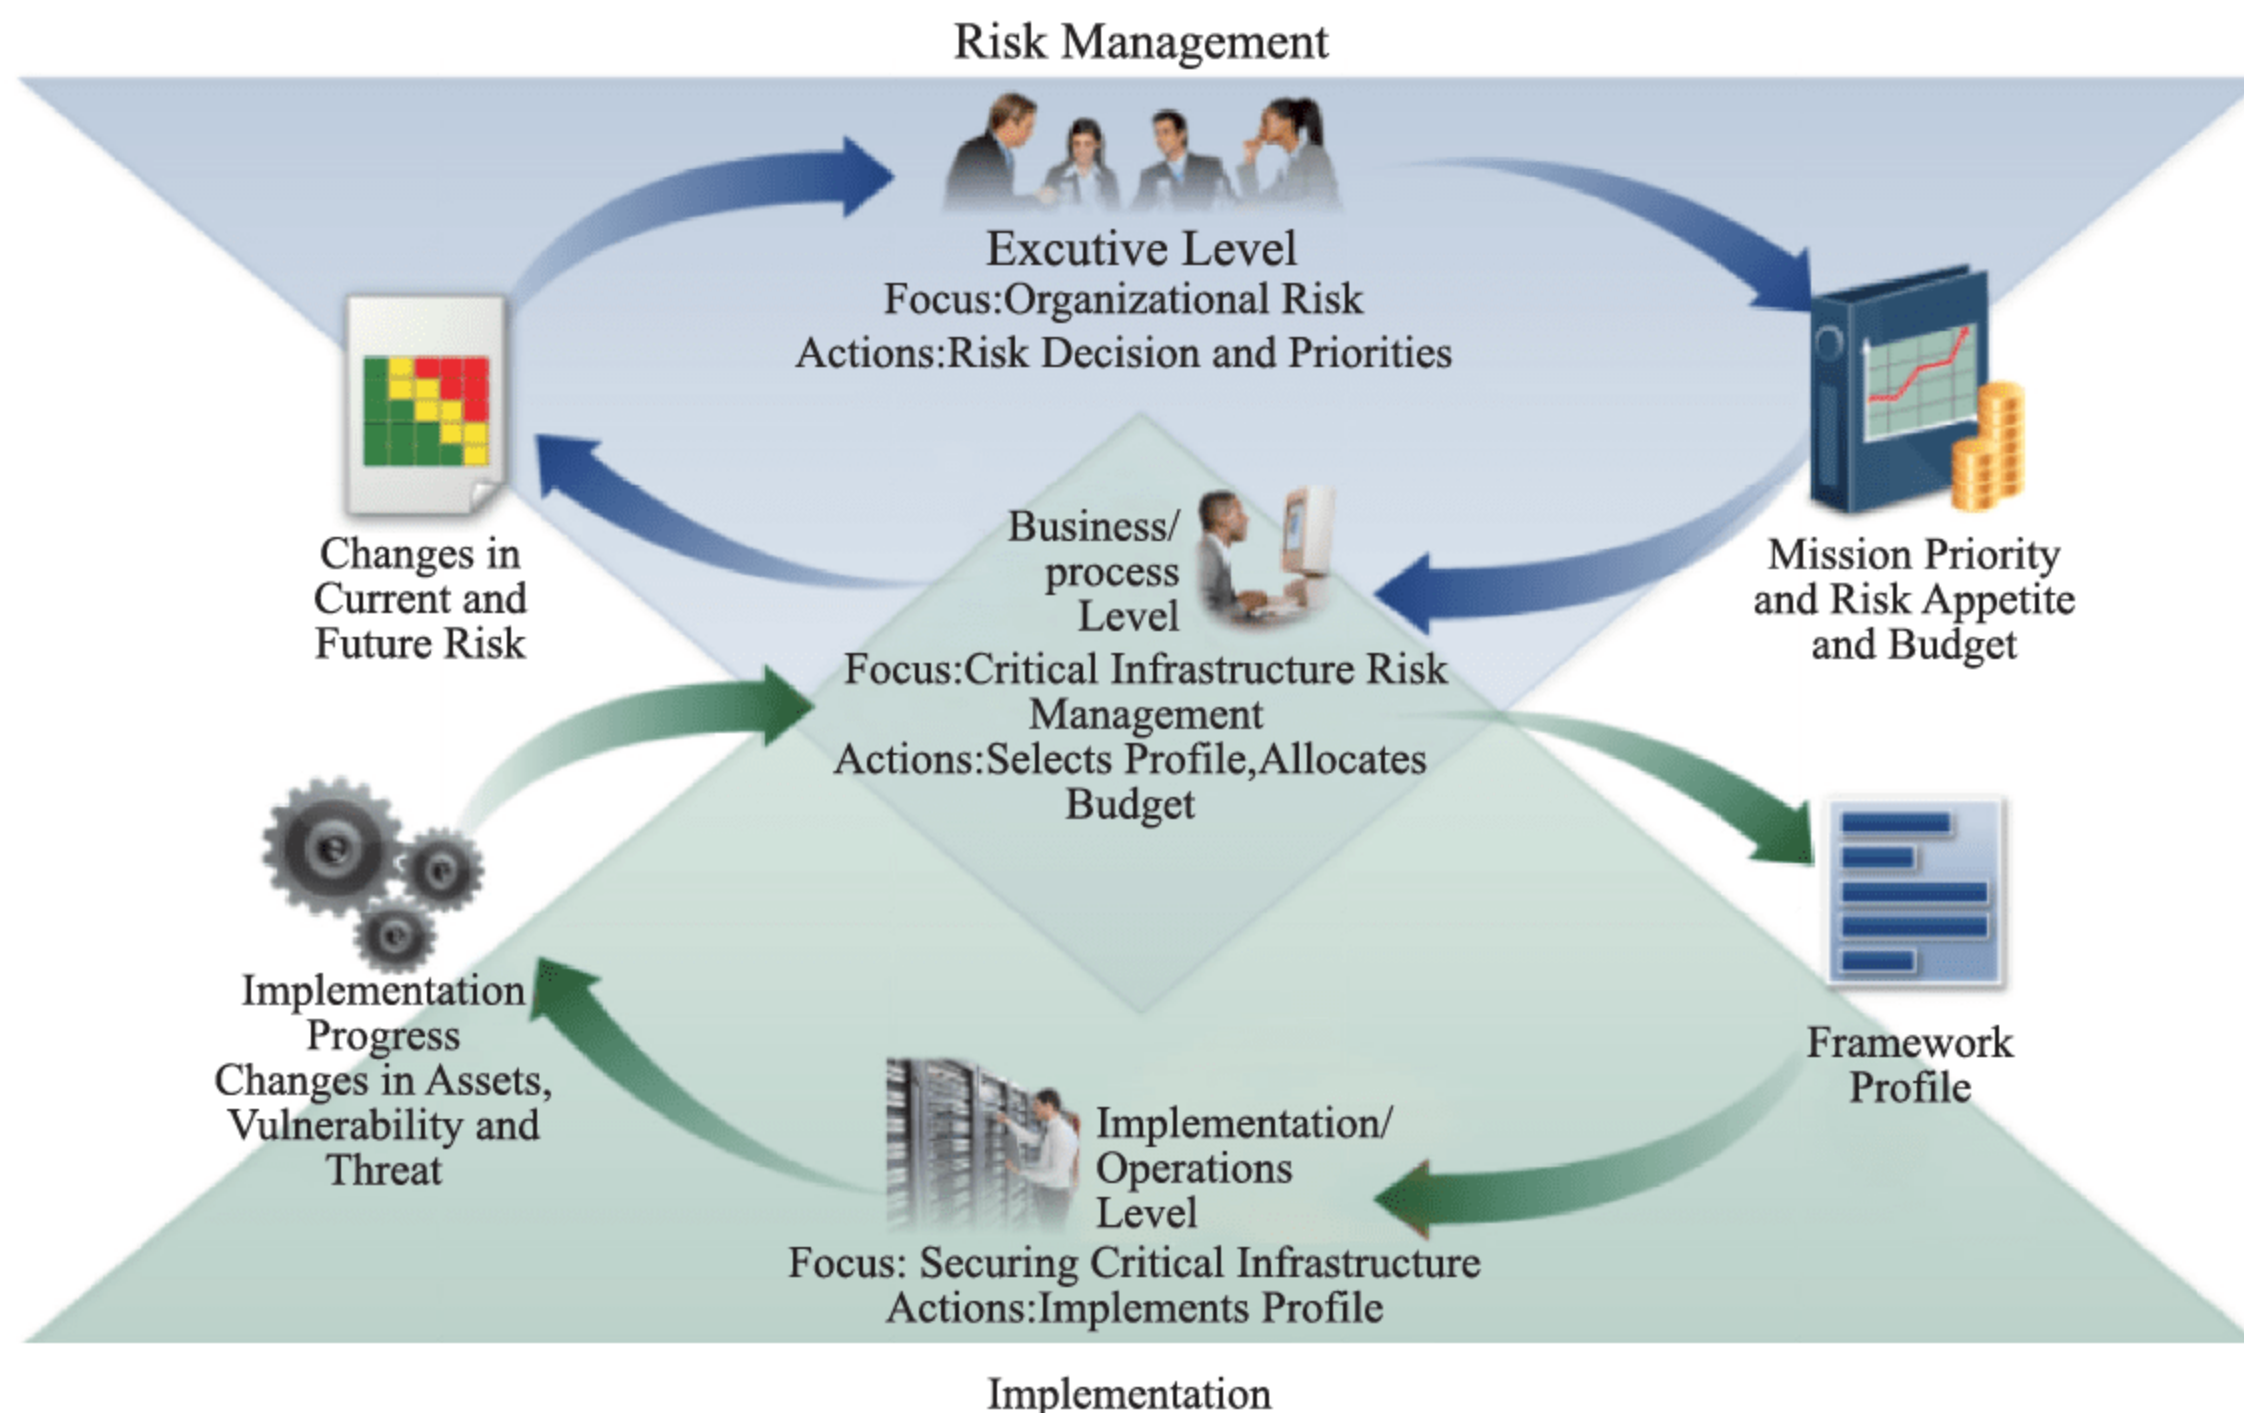 Risk Management
Excutive Level
Focus:Organizational Risk
Actions:Risk Decision and Priorities
Changes in
Current and
Future Risk
Business/
process
Level
Focus:Critical Infrastructure Risk
Management
Actions:Selects Profile,Allocates
Budget
Mission Priority
and Risk Appetite
and Budget
Implementation
Progress
Changes in Assets,
Vulnerability and
Threat
Framework
Profile
Implementation/
Operations
Level
Focus: Securing Critical Infrastructure
Actions:Implements Profile
Implementation